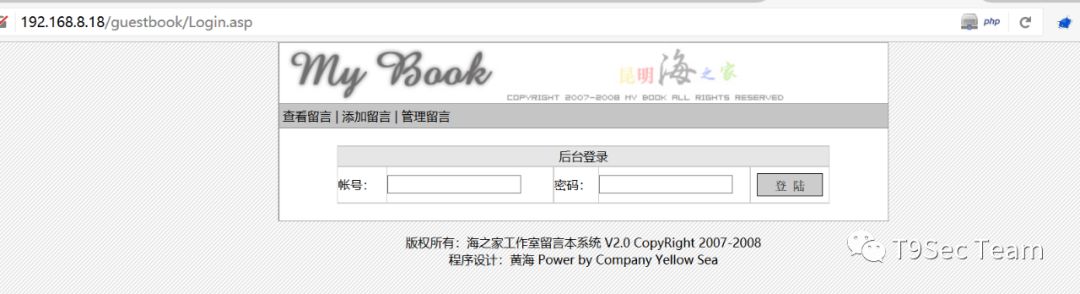 192.168.8.18/guestbook/Login.asp
php
My Book
昆明海之家
COPYRIGHT 2007-2008 MY BOOK ALL RIGHTS RESERVED
查看留言 | 添加留言 | 管理留言
后台登录
帐号: 密码: 登 陆
版权所有：海之家工作室留言本系统 V2.0 CopyRight 2007-2008
程序设计：黄海 Power by Company Yellow Sea
T9Sec Team